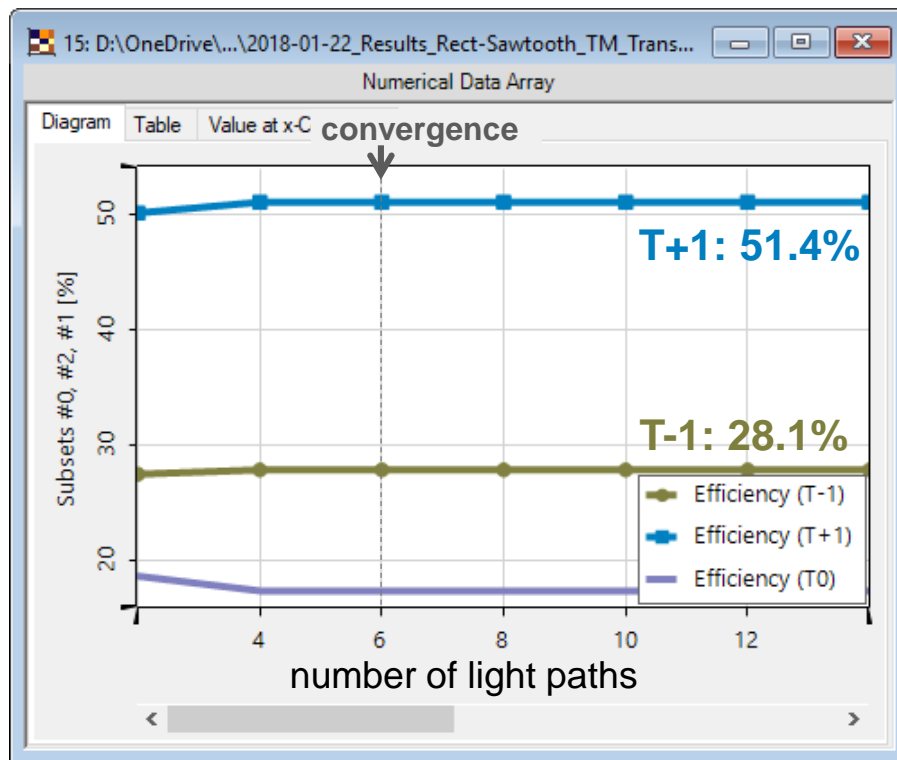 15: D:\OneDrive\...\2018-01-22_Results_Rect-Sawtooth_TM_Trans...
Numerical Data Array
Diagram Table Value at x-C
convergence
Subsets #0, #2, #1 [%]
50
40
30
20
T+1: 51.4%
T-1: 28.1%
Efficiency (T-1)
Efficiency (T+1)
Efficiency (T0)
4 6 8 10 12
number of light paths